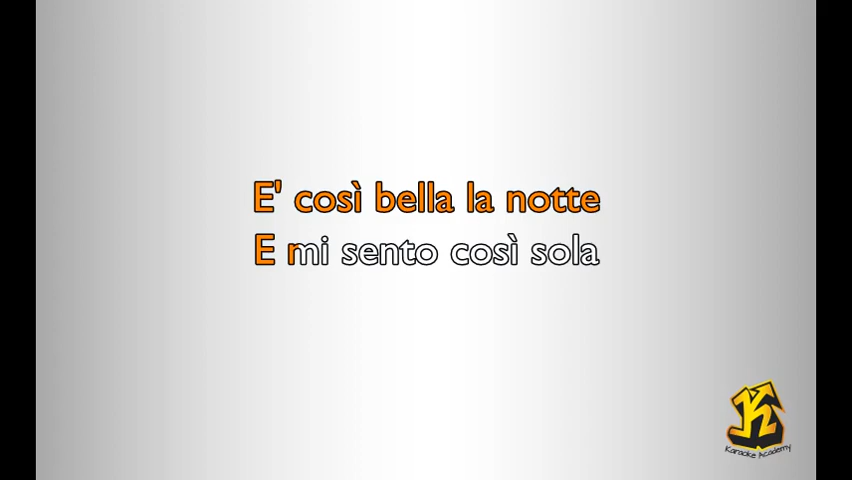 E' così bella la notte
E mi sento così sola
K
Karaoke Academy